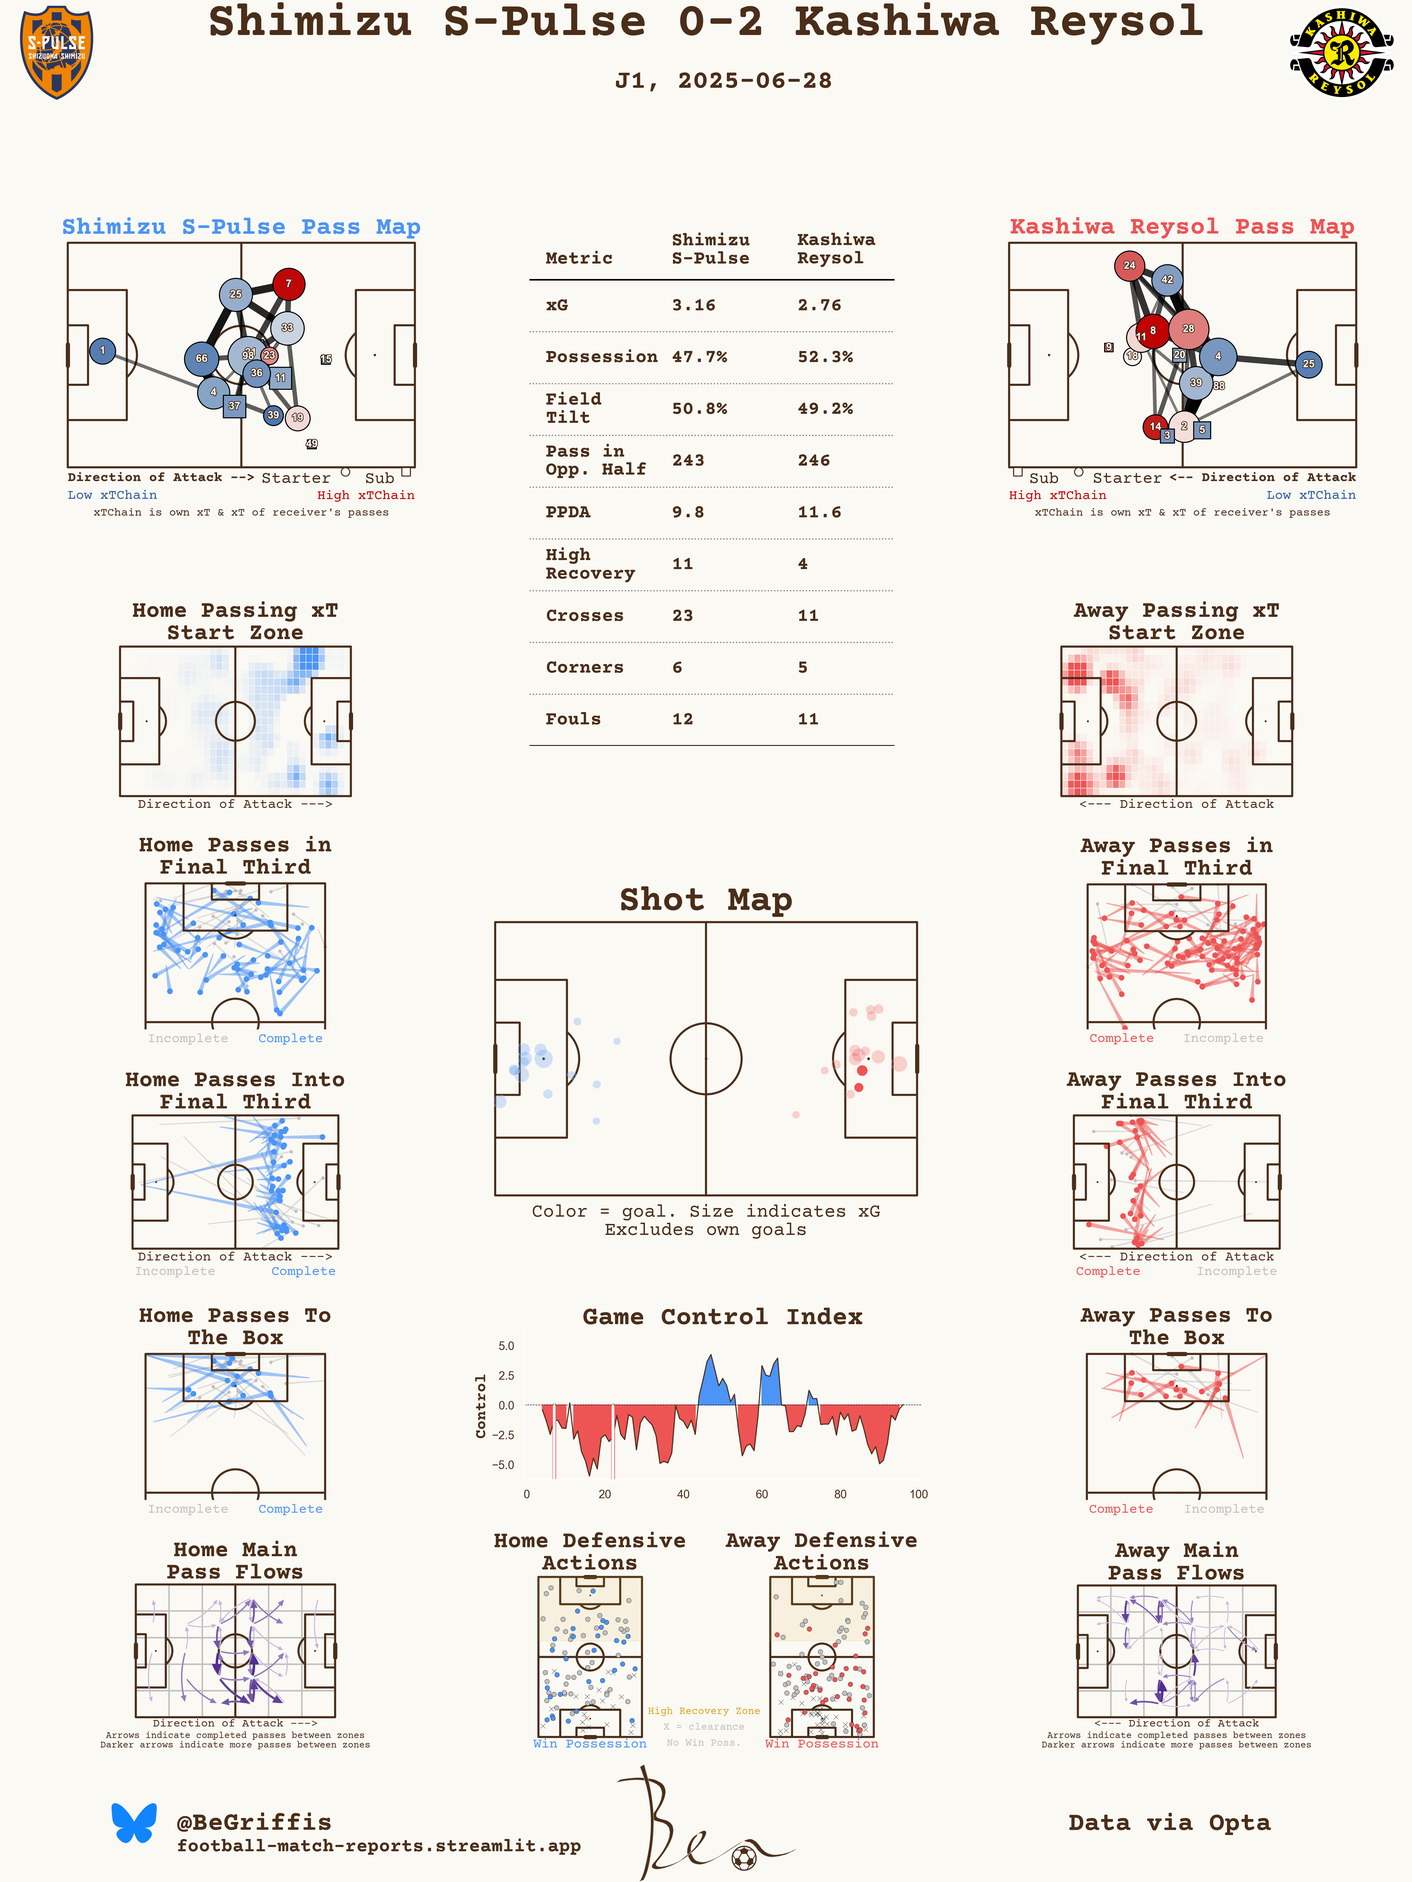 Shimizu S-Pulse 0-2 Kashiwa Reysol
J1, 2025-06-28
S-PULSE
SHIZUOKA SHIMIZU
KASHIWA
R
REYSOL
Shimizu S-Pulse Pass Map
1
25
7
33
66
98
23
15
36
11
4
37
39
19
49
Direction of Attack --> Starter Sub
Low xTChain High xTChain
xTChain is own xT & xT of receiver's passes
Metric Shimizu S-Pulse Kashiwa Reysol
xG 3.16 2.76
Possession 47.7% 52.3%
Field Tilt 50.8% 49.2%
Pass in Opp. Half 243 246
PPDA 9.8 11.6
High Recovery 11 4
Crosses 23 11
Corners 6 5
Fouls 12 11
Kashiwa Reysol Pass Map
24
42
11
8
28
9
18
20
4
25
39
88
14
3
2
5
Sub Starter <-- Direction of Attack
High xTChain Low xTChain
xTChain is own xT & xT of receiver's passes
Home Passing xT
Start Zone
Direction of Attack --->
Away Passing xT
Start Zone
<--- Direction of Attack
Home Passes in
Final Third
Incomplete Complete
Away Passes in
Final Third
Complete Incomplete
Shot Map
Color = goal. Size indicates xG
Excludes own goals
Home Passes Into
Final Third
Direction of Attack --->
Incomplete Complete
Away Passes Into
Final Third
<--- Direction of Attack
Complete Incomplete
Home Passes To
The Box
Incomplete Complete
Game Control Index
Control
5.0
2.5
0.0
−2.5
−5.0
0 20 40 60 80 100
Away Passes To
The Box
Complete Incomplete
Home Main
Pass Flows
Direction of Attack --->
Arrows indicate completed passes between zones
Darker arrows indicate more passes between zones
Home Defensive
Actions
Win Possession
Away Defensive
Actions
Win Possession
High Recovery Zone
X = clearance
No Win Poss.
Away Main
Pass Flows
<--- Direction of Attack
Arrows indicate completed passes between zones
Darker arrows indicate more passes between zones
@BeGriffis
football-match-reports.streamlit.app
Ben
Data via Opta